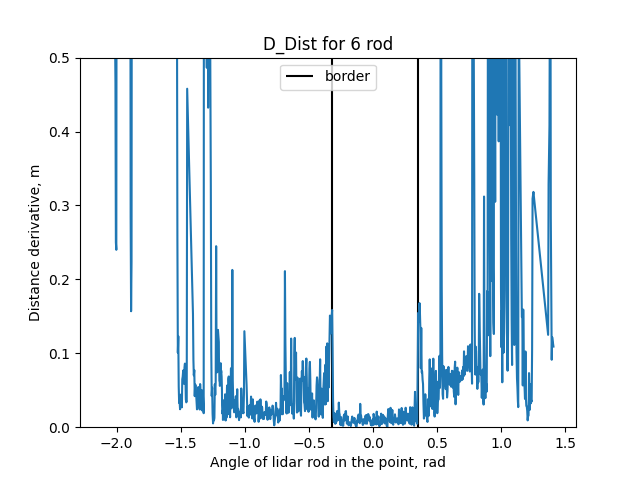 D_Dist for 6 rod
border
Distance derivative, m
0.5
0.4
0.3
0.2
0.1
0.0
−2.0 −1.5 −1.0 −0.5 0.0 0.5 1.0 1.5
Angle of lidar rod in the point, rad